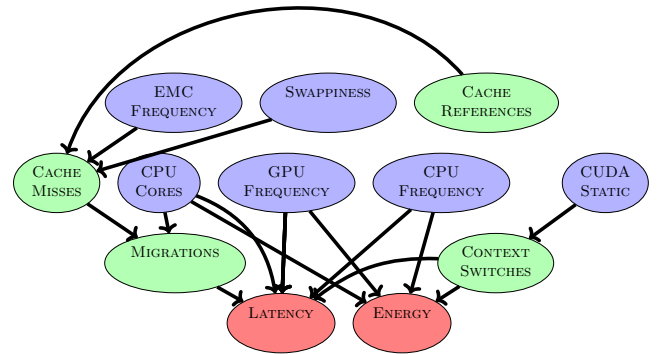 EMC
Frequency
Swappiness
Cache
References
Cache
Misses
CPU
Cores
GPU
Frequency
CPU
Frequency
CUDA
Static
Migrations
Context
Switches
Latency
Energy